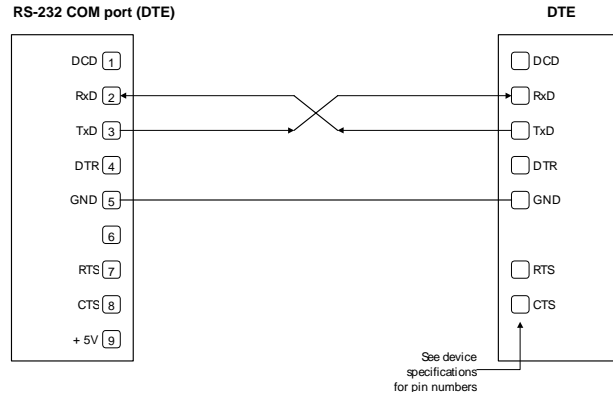 RS-232 COM port (DTE)
DTE
DCD 1
RxD 2
TxD 3
DTR 4
GND 5
6
RTS 7
CTS 8
+ 5V 9
DCD
RxD
TxD
DTR
GND
RTS
CTS
See device
specifications
for pin numbers